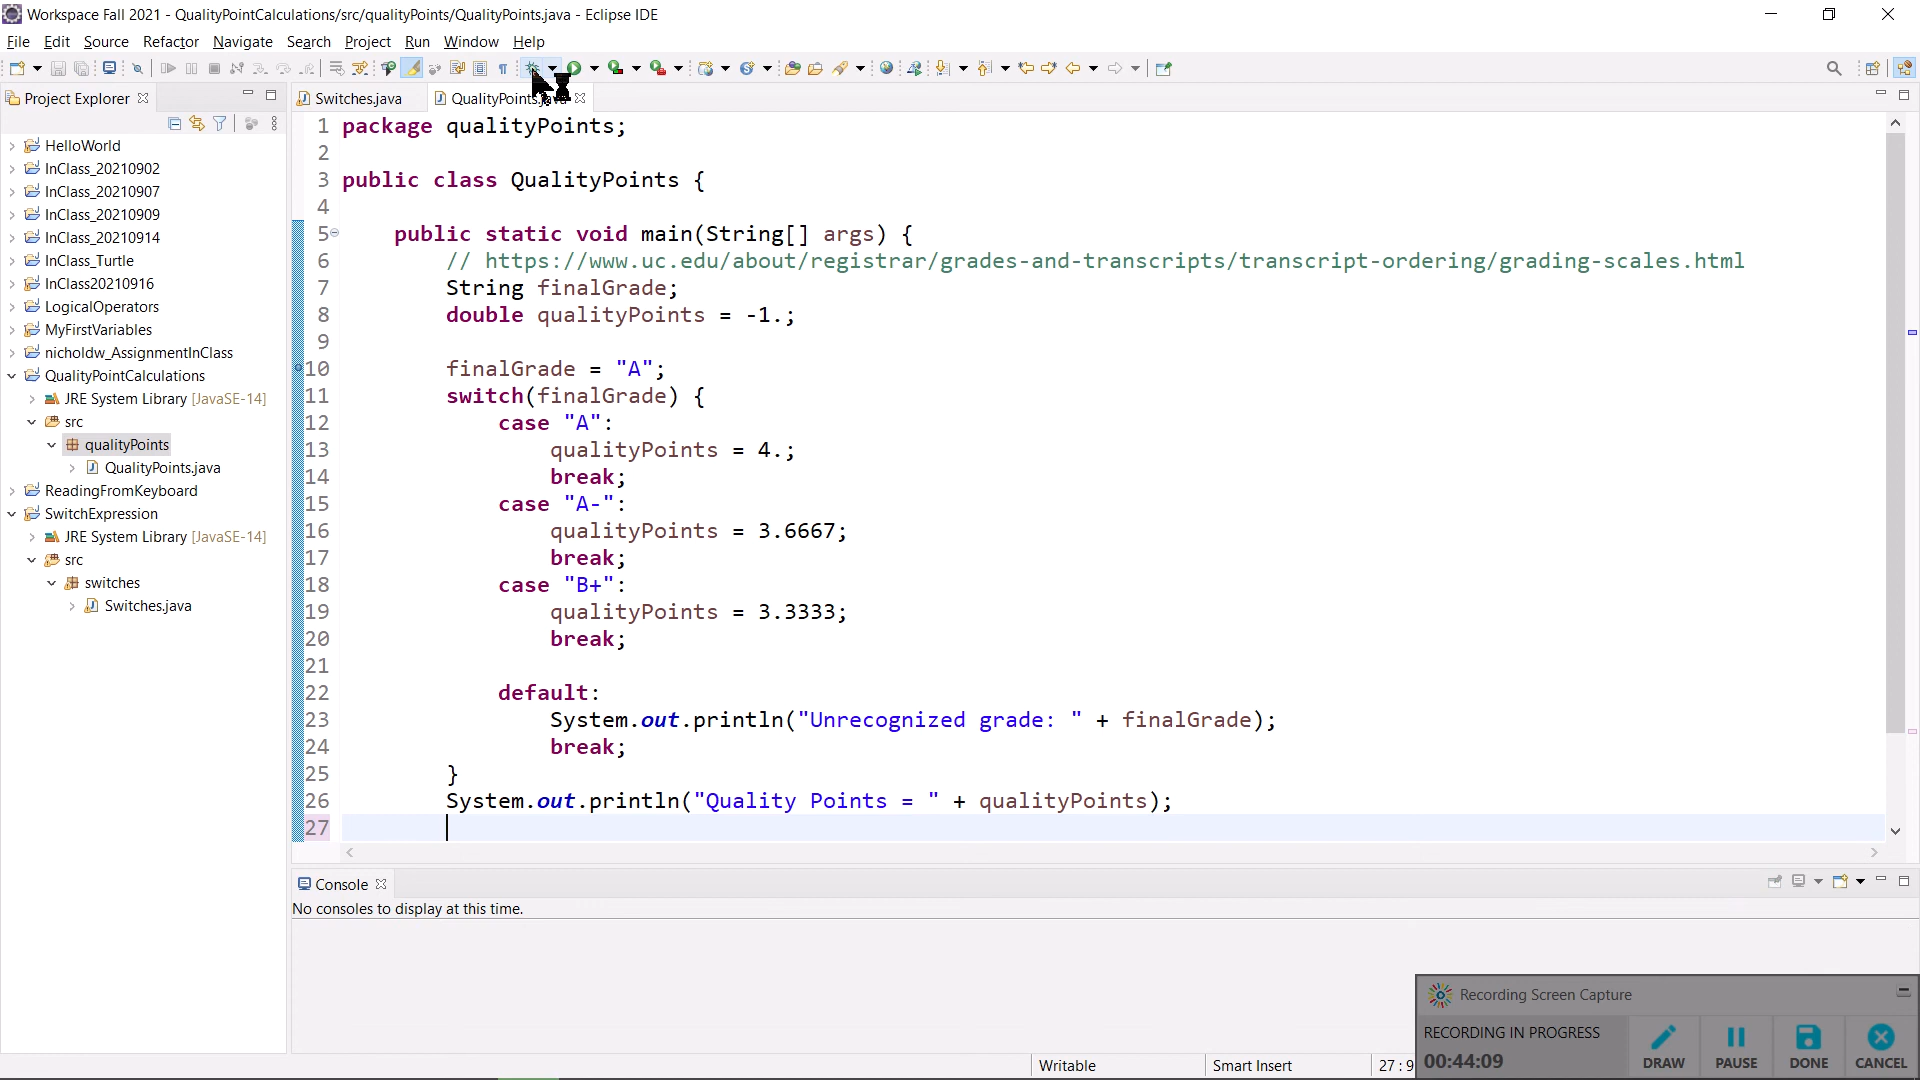 Workspace Fall 2021 - QualityPointCalculations/src/qualityPoints/QualityPoints.java - Eclipse IDE
File Edit Source Refactor Navigate Search Project Run Window Help
Project Explorer
Switches.java
QualityPoints.java
HelloWorld
InClass_20210902
InClass_20210907
InClass_20210909
InClass_20210914
InClass_Turtle
InClass20210916
LogicalOperators
MyFirstVariables
nicholdw_AssignmentInClass
QualityPointCalculations
JRE System Library [JavaSE-14]
src
qualityPoints
QualityPoints.java
ReadingFromKeyboard
SwitchExpression
JRE System Library [JavaSE-14]
src
switches
Switches.java
1 package qualityPoints;
2
3 public class QualityPoints {
4
5 public static void main(String[] args) {
6 // https://www.uc.edu/about/registrar/grades-and-transcripts/transcript-ordering/grading-scales.html
7 String finalGrade;
8 double qualityPoints = -1.;
9
10 finalGrade = "A";
11 switch(finalGrade) {
12 case "A":
13 qualityPoints = 4.;
14 break;
15 case "A-":
16 qualityPoints = 3.6667;
17 break;
18 case "B+":
19 qualityPoints = 3.3333;
20 break;
21
22 default:
23 System.out.println("Unrecognized grade: " + finalGrade);
24 break;
25 }
26 System.out.println("Quality Points = " + qualityPoints);
27
Console
No consoles to display at this time.
Writable
Smart Insert
27 : 9
Recording Screen Capture
RECORDING IN PROGRESS
00:44:09
DRAW
PAUSE
DONE
CANCEL